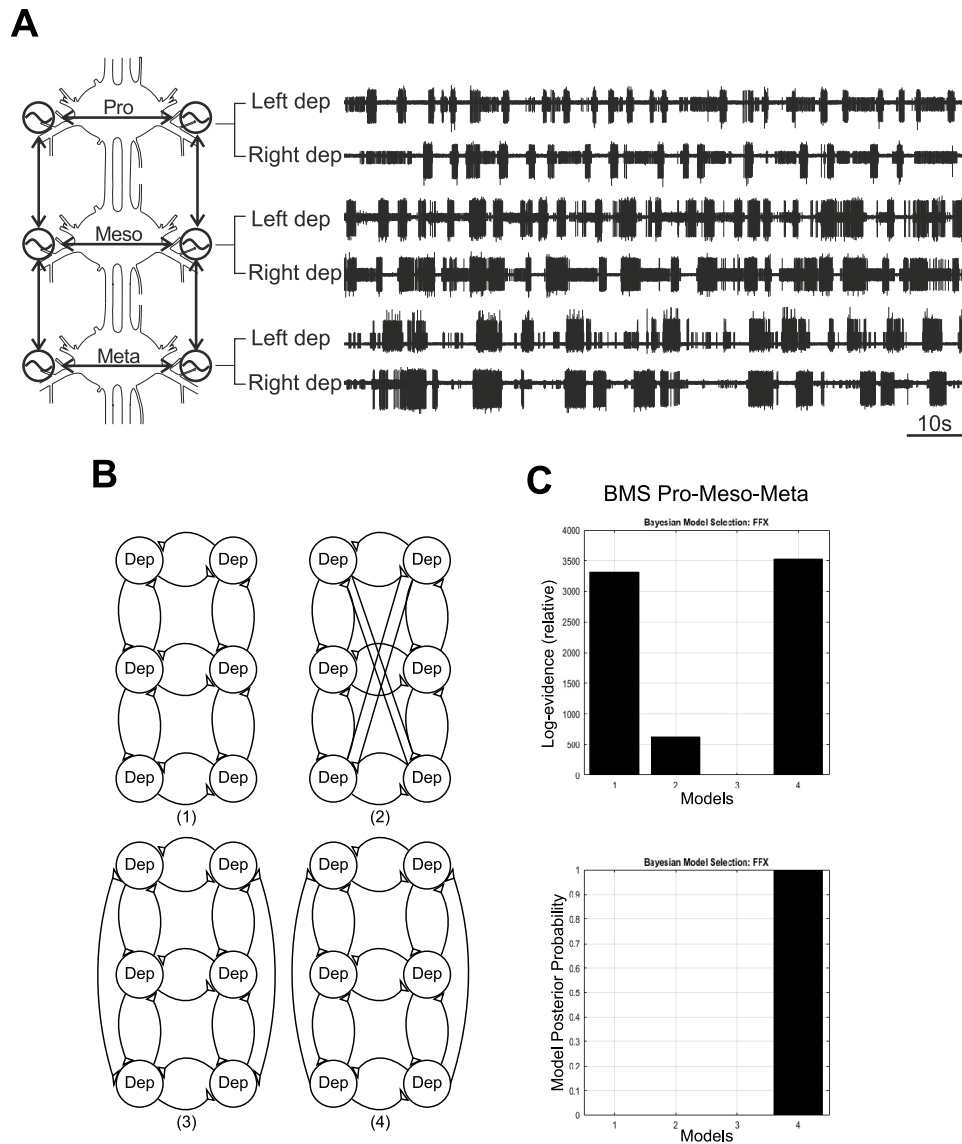 A
Pro
Left dep
Right dep
Meso
Left dep
Right dep
Meta
Left dep
Right dep
10s
B
Dep Dep Dep Dep
Dep Dep Dep Dep
Dep Dep Dep Dep
(1) (2)
Dep Dep Dep Dep
Dep Dep Dep Dep
Dep Dep Dep Dep
(3) (4)
C
BMS Pro-Meso-Meta
Bayesian Model Selection: FFX
Log-evidence (relative)
4000
3500
3000
2500
2000
1500
1000
500
0
1 2 3 4
Models
Bayesian Model Selection: FFX
Model Posterior Probability
1
0.9
0.8
0.7
0.6
0.5
0.4
0.3
0.2
0.1
0
1 2 3 4
Models